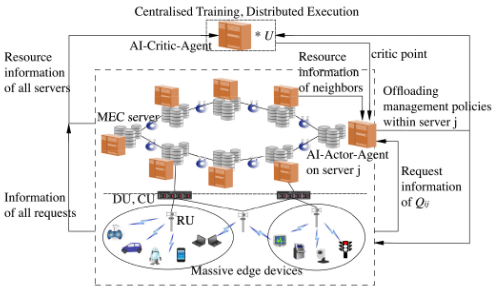 Centralised Training, Distributed Execution
AI-Critic-Agent
* U
Resource
information
of all servers
Resource
information
of neighbors
critic point
Offloading
management policies
within server j
MEC server
AI-Actor-Agent
on server j
Information
of all requests
Request
information
of Qij
DU, CU
RU
Massive edge devices